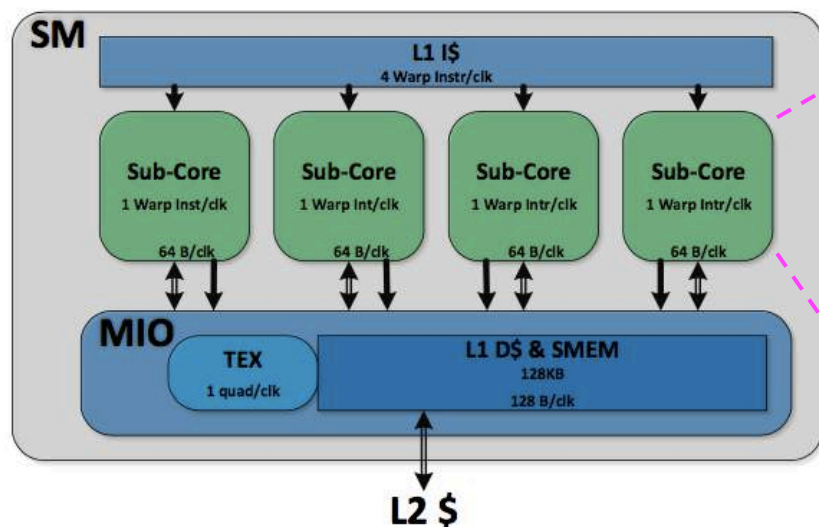 SM
L1 I$
4 Warp Instr/clk
Sub-Core
1 Warp Inst/clk
64 B/clk
Sub-Core
1 Warp Int/clk
64 B/clk
Sub-Core
1 Warp Intr/clk
64 B/clk
Sub-Core
1 Warp Intr/clk
64 B/clk
MIO
TEX
1 quad/clk
L1 D$ & SMEM
128KB
128 B/clk
L2 $